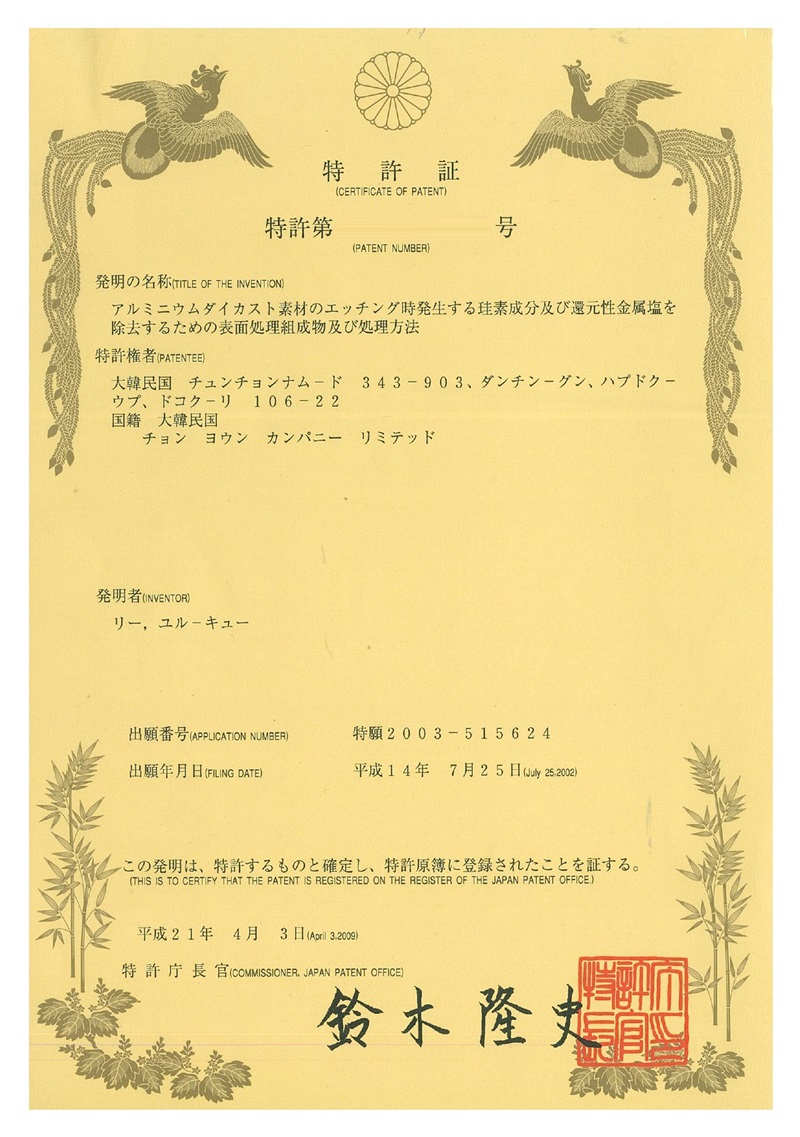 特許証
(CERTIFICATE OF PATENT)
特許第 号
(PATENT NUMBER)
発明の名称(TITLE OF THE INVENTION)
アルミニウムダイカスト素材のエッチング時発生する珪素成分及び還元性金属塩を
除去するための表面処理組成物及び処理方法
特許権者(PATENTEE)
大韓民国 チュンチョンナム－ド 343－903、ダンチン－グン、ハプドク－
ウプ、ドコク－リ 106－22
国籍 大韓民国
チョン ヨウン カンパニー リミテッド
発明者(INVENTOR)
リー，ユル－キュー
出願番号(APPLICATION NUMBER) 特願2003－515624
出願年月日(FILING DATE) 平成14年 7月25日(July 25.2002)
この発明は、特許するものと確定し、特許原簿に登録されたことを証する。
(THIS IS TO CERTIFY THAT THE PATENT IS REGISTERED ON THE REGISTER OF THE JAPAN PATENT OFFICE.)
平成21年 4月 3日(April 3.2009)
特許庁長官(COMMISSIONER, JAPAN PATENT OFFICE)
鈴木隆史